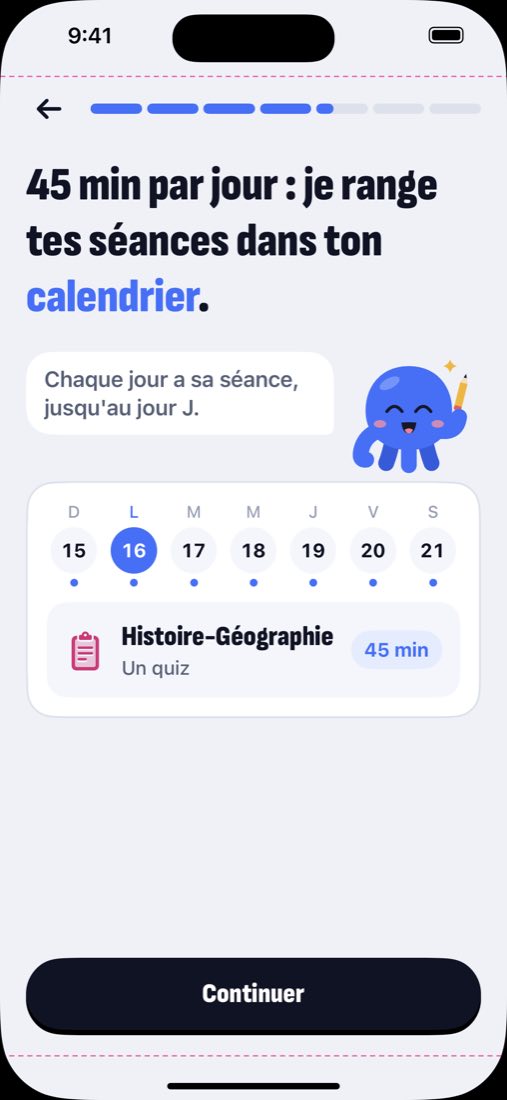 9:41
45 min par jour : je range
tes séances dans ton
calendrier.
Chaque jour a sa séance,
jusqu'au jour J.
D L M M J V S
15 16 17 18 19 20 21
Histoire-Géographie
Un quiz
45 min
Continuer